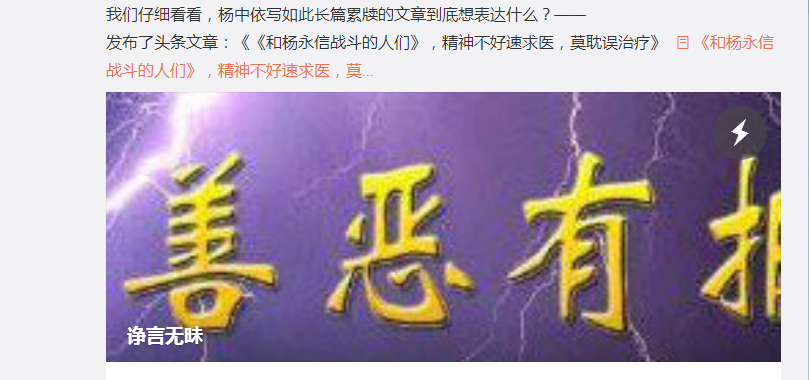 我们仔细看看，杨中依写如此长篇累牍的文章到底想表达什么？——
发布了头条文章：《《和杨永信战斗的人们》，精神不好速求医，莫耽误治疗》 《和杨永信
战斗的人们》，精神不好速求医，莫...
善恶有
诤言无昧